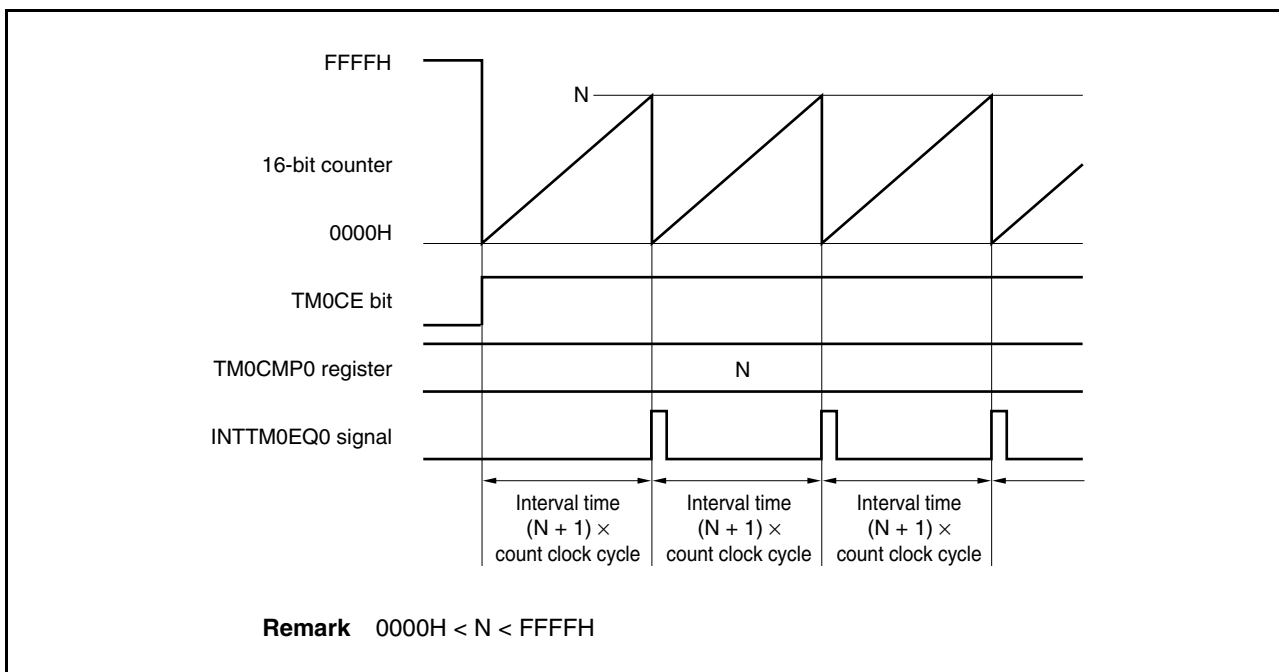 FFFFH
N
16-bit counter
0000H
TM0CE bit
TM0CMP0 register
N
INTTM0EQ0 signal
Interval time
(N + 1) ×
count clock cycle
Interval time
(N + 1) ×
count clock cycle
Interval time
(N + 1) ×
count clock cycle
Remark 0000H < N < FFFFH